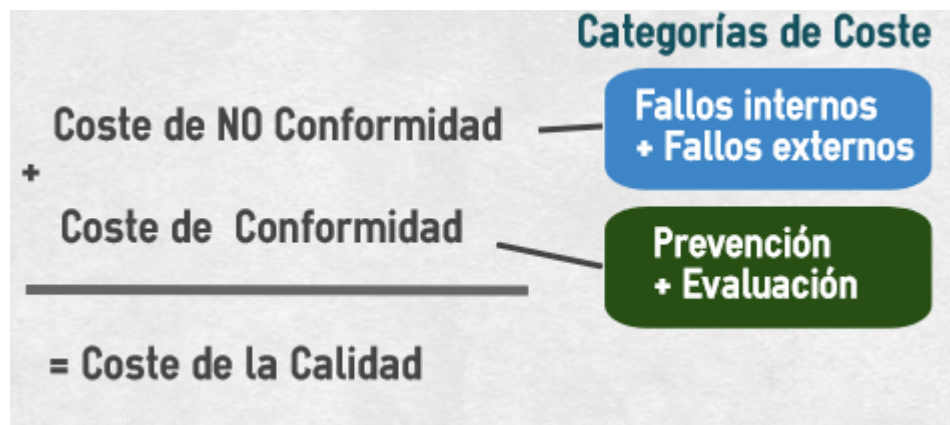 Categorías de Coste
Coste de NO Conformidad
Fallos internos
+ Fallos externos
+
Coste de Conformidad
Prevención
+ Evaluación
= Coste de la Calidad